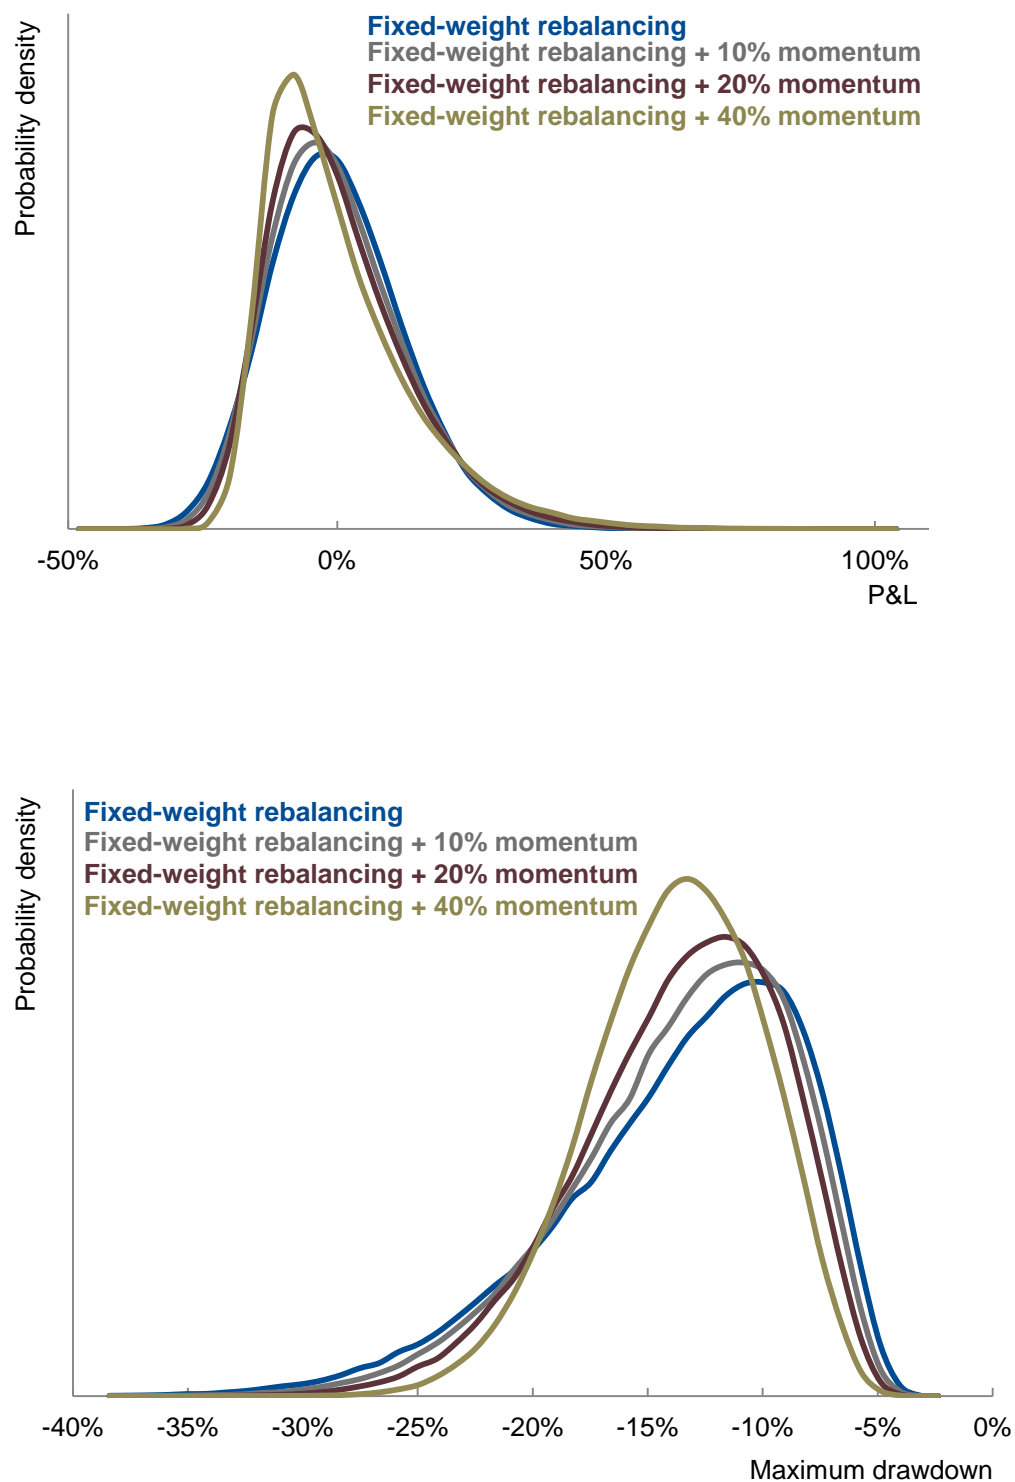 Probability density
Fixed-weight rebalancing
Fixed-weight rebalancing + 10% momentum
Fixed-weight rebalancing + 20% momentum
Fixed-weight rebalancing + 40% momentum
-50% 0% 50% 100%
P&L
Probability density
Fixed-weight rebalancing
Fixed-weight rebalancing + 10% momentum
Fixed-weight rebalancing + 20% momentum
Fixed-weight rebalancing + 40% momentum
-40% -35% -30% -25% -20% -15% -10% -5% 0%
Maximum drawdown